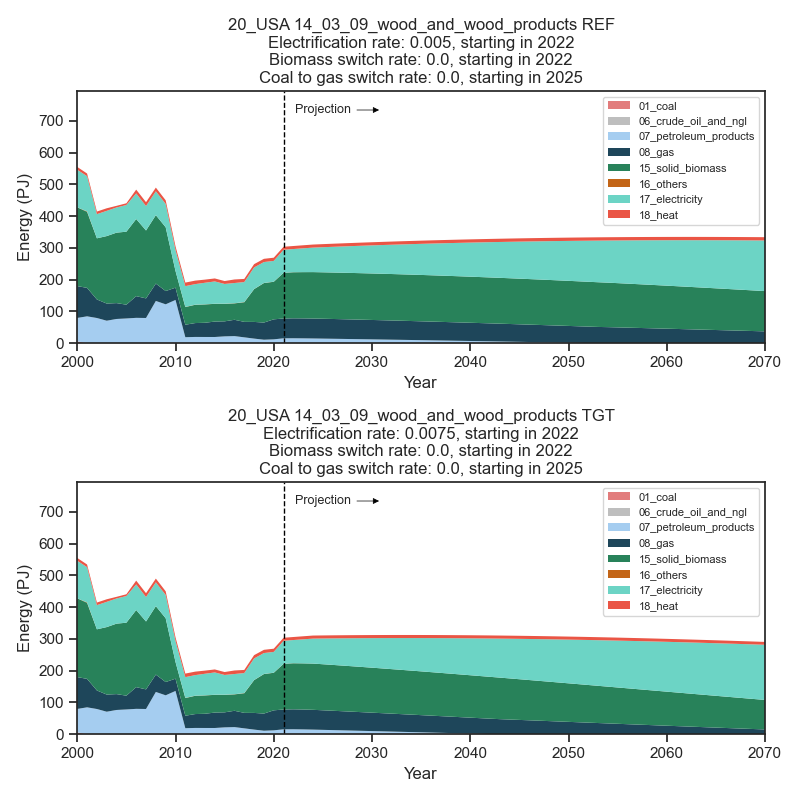 20_USA 14_03_09_wood_and_wood_products REF
Electrification rate: 0.005, starting in 2022
Biomass switch rate: 0.0, starting in 2022
Coal to gas switch rate: 0.0, starting in 2025
Projection
01_coal
06_crude_oil_and_ngl
07_petroleum_products
08_gas
15_solid_biomass
16_others
17_electricity
18_heat
Energy (PJ)
700
600
500
400
300
200
100
0
2000 2010 2020 2030 2040 2050 2060 2070
Year
20_USA 14_03_09_wood_and_wood_products TGT
Electrification rate: 0.0075, starting in 2022
Biomass switch rate: 0.0, starting in 2022
Coal to gas switch rate: 0.0, starting in 2025
Projection
01_coal
06_crude_oil_and_ngl
07_petroleum_products
08_gas
15_solid_biomass
16_others
17_electricity
18_heat
Energy (PJ)
700
600
500
400
300
200
100
0
2000 2010 2020 2030 2040 2050 2060 2070
Year